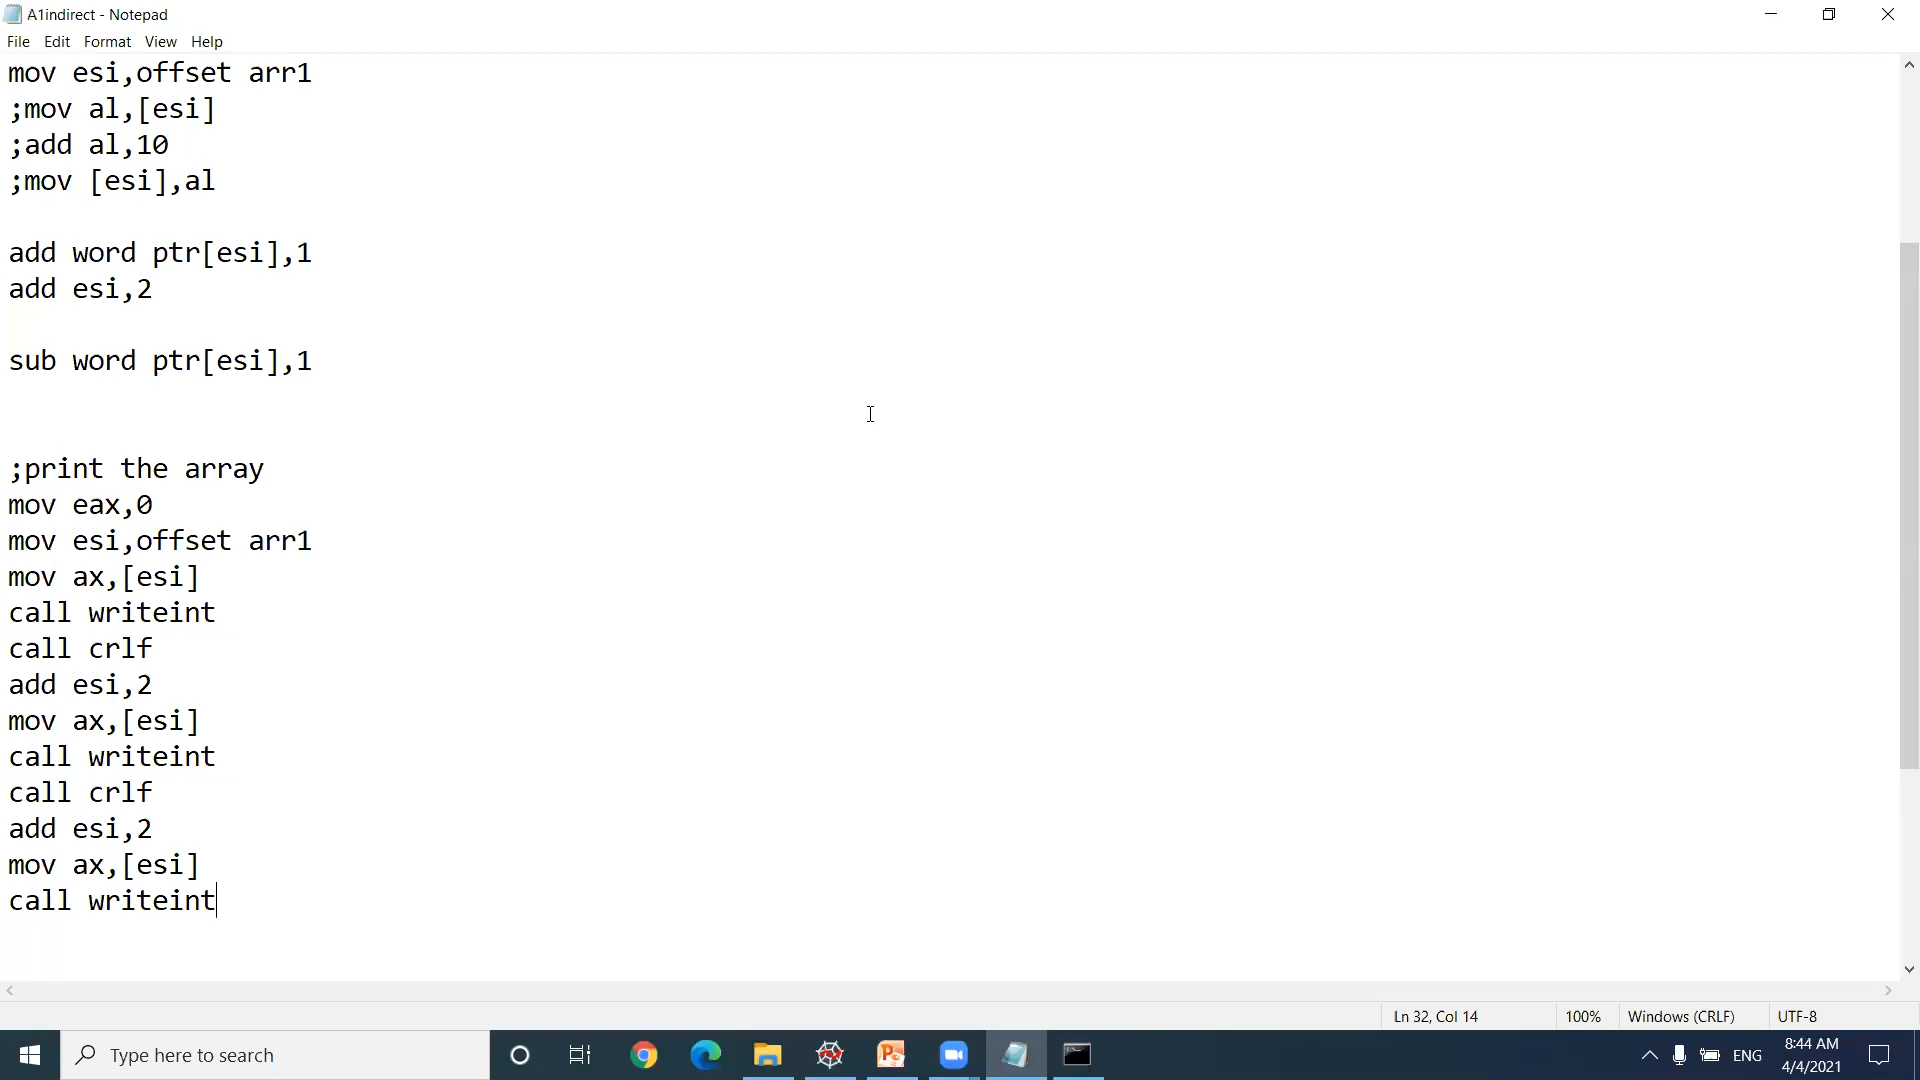 A1indirect - Notepad
File Edit Format View Help
mov esi,offset arr1
;mov al,[esi]
;add al,10
;mov [esi],al
add word ptr[esi],1
add esi,2
sub word ptr[esi],1
;print the array
mov eax,0
mov esi,offset arr1
mov ax,[esi]
call writeint
call crlf
add esi,2
mov ax,[esi]
call writeint
call crlf
add esi,2
mov ax,[esi]
call writeint
Ln 32, Col 14 100% Windows (CRLF) UTF-8
Type here to search
ENG
8:44 AM
4/4/2021